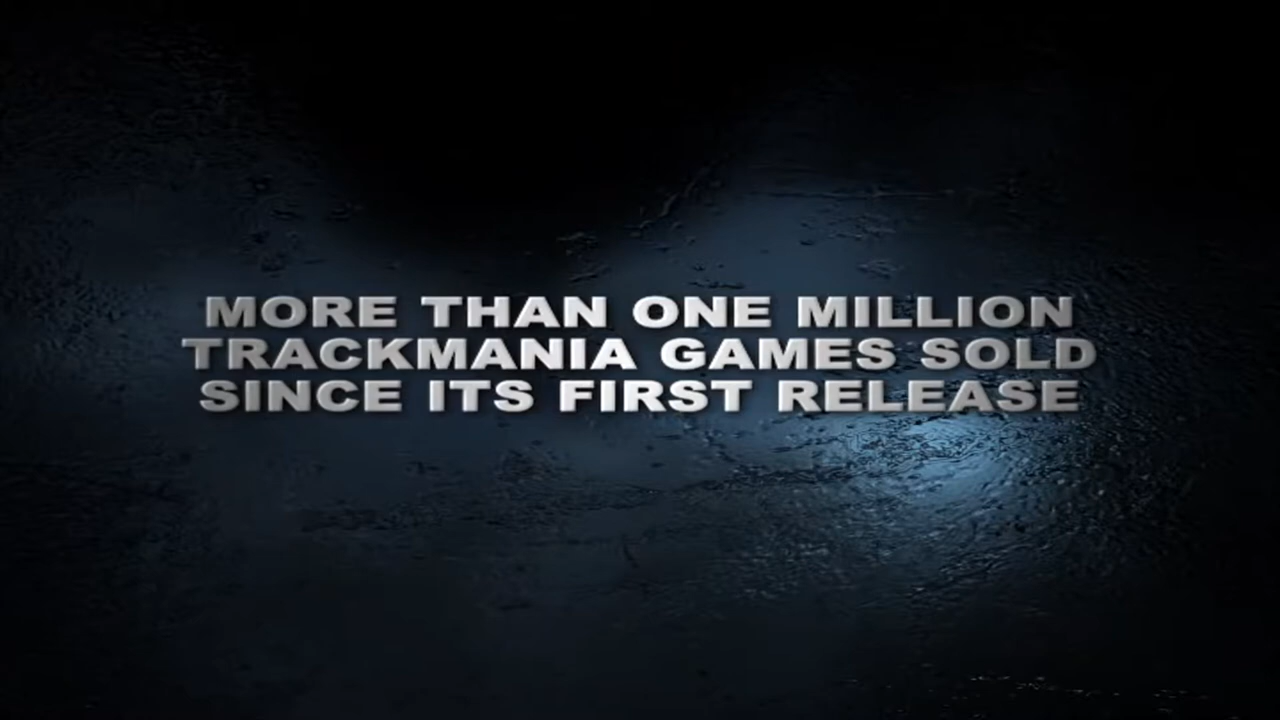 MORE THAN ONE MILLION
TRACKMANIA GAMES SOLD
SINCE ITS FIRST RELEASE